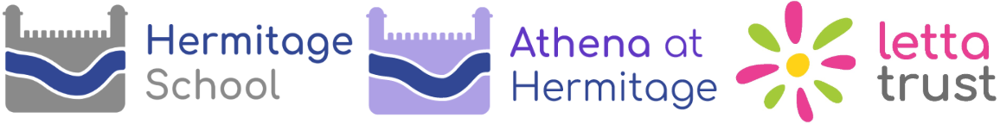 Hermitage
School
Athena at
Hermitage
letta
trust